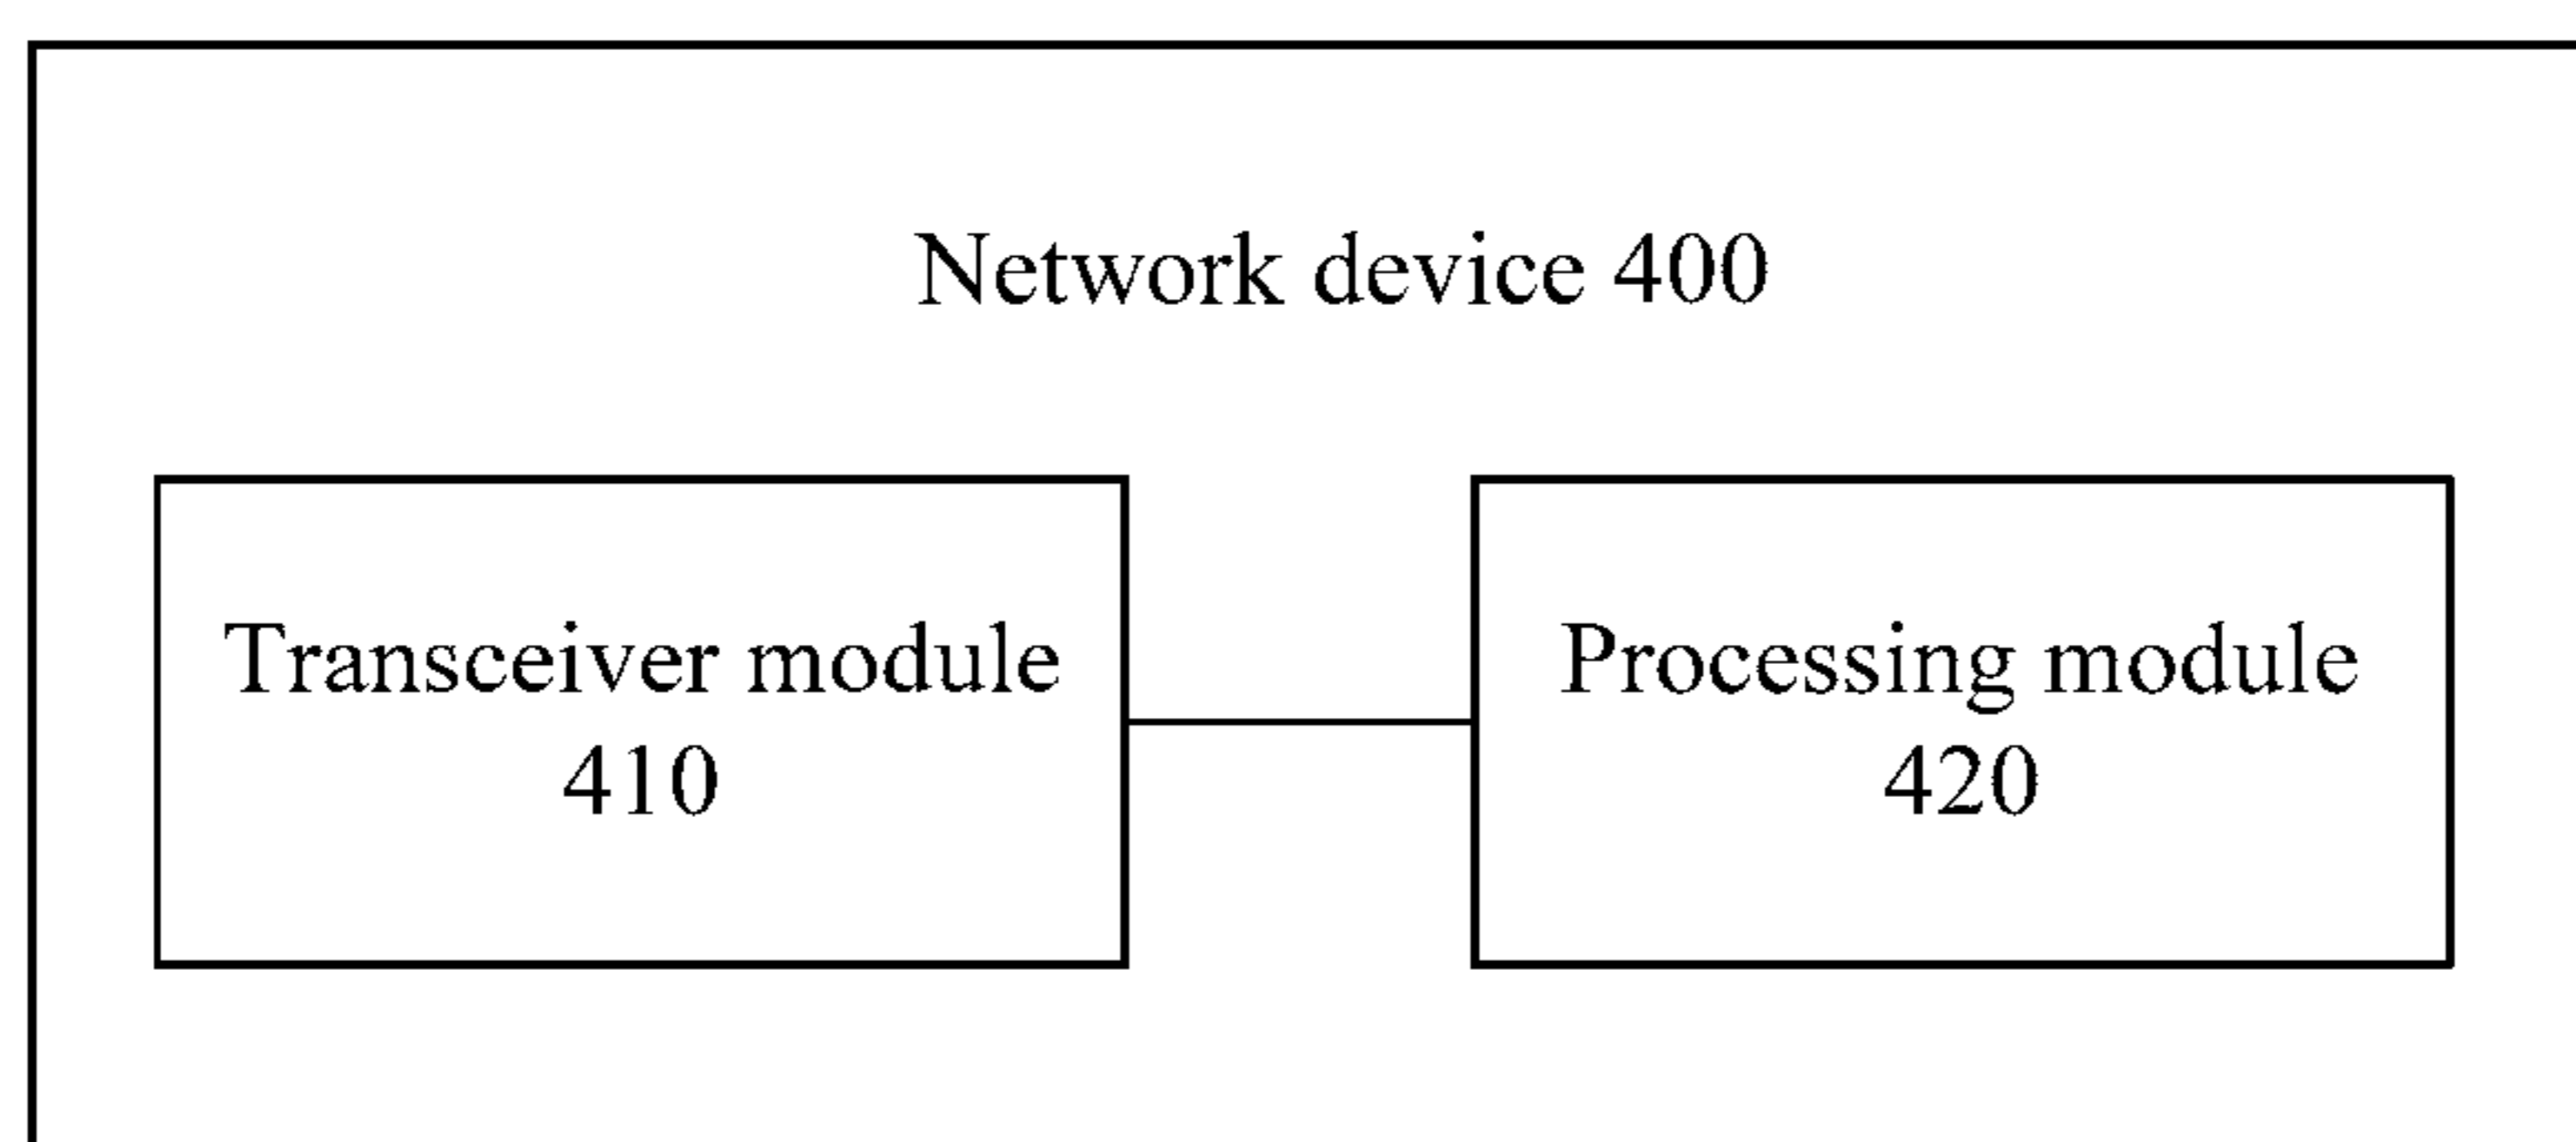 Network device 400
Transceiver module
410
Processing module
420